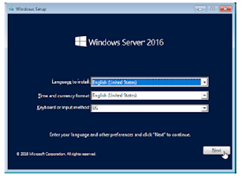 Windows Setup
Windows Server 2016
Language to install: English (United States)
Time and currency format: English (United States)
Keyboard or input method: US
Enter your language and other preferences and click "Next" to continue.
© 2016 Microsoft Corporation. All rights reserved.
Next